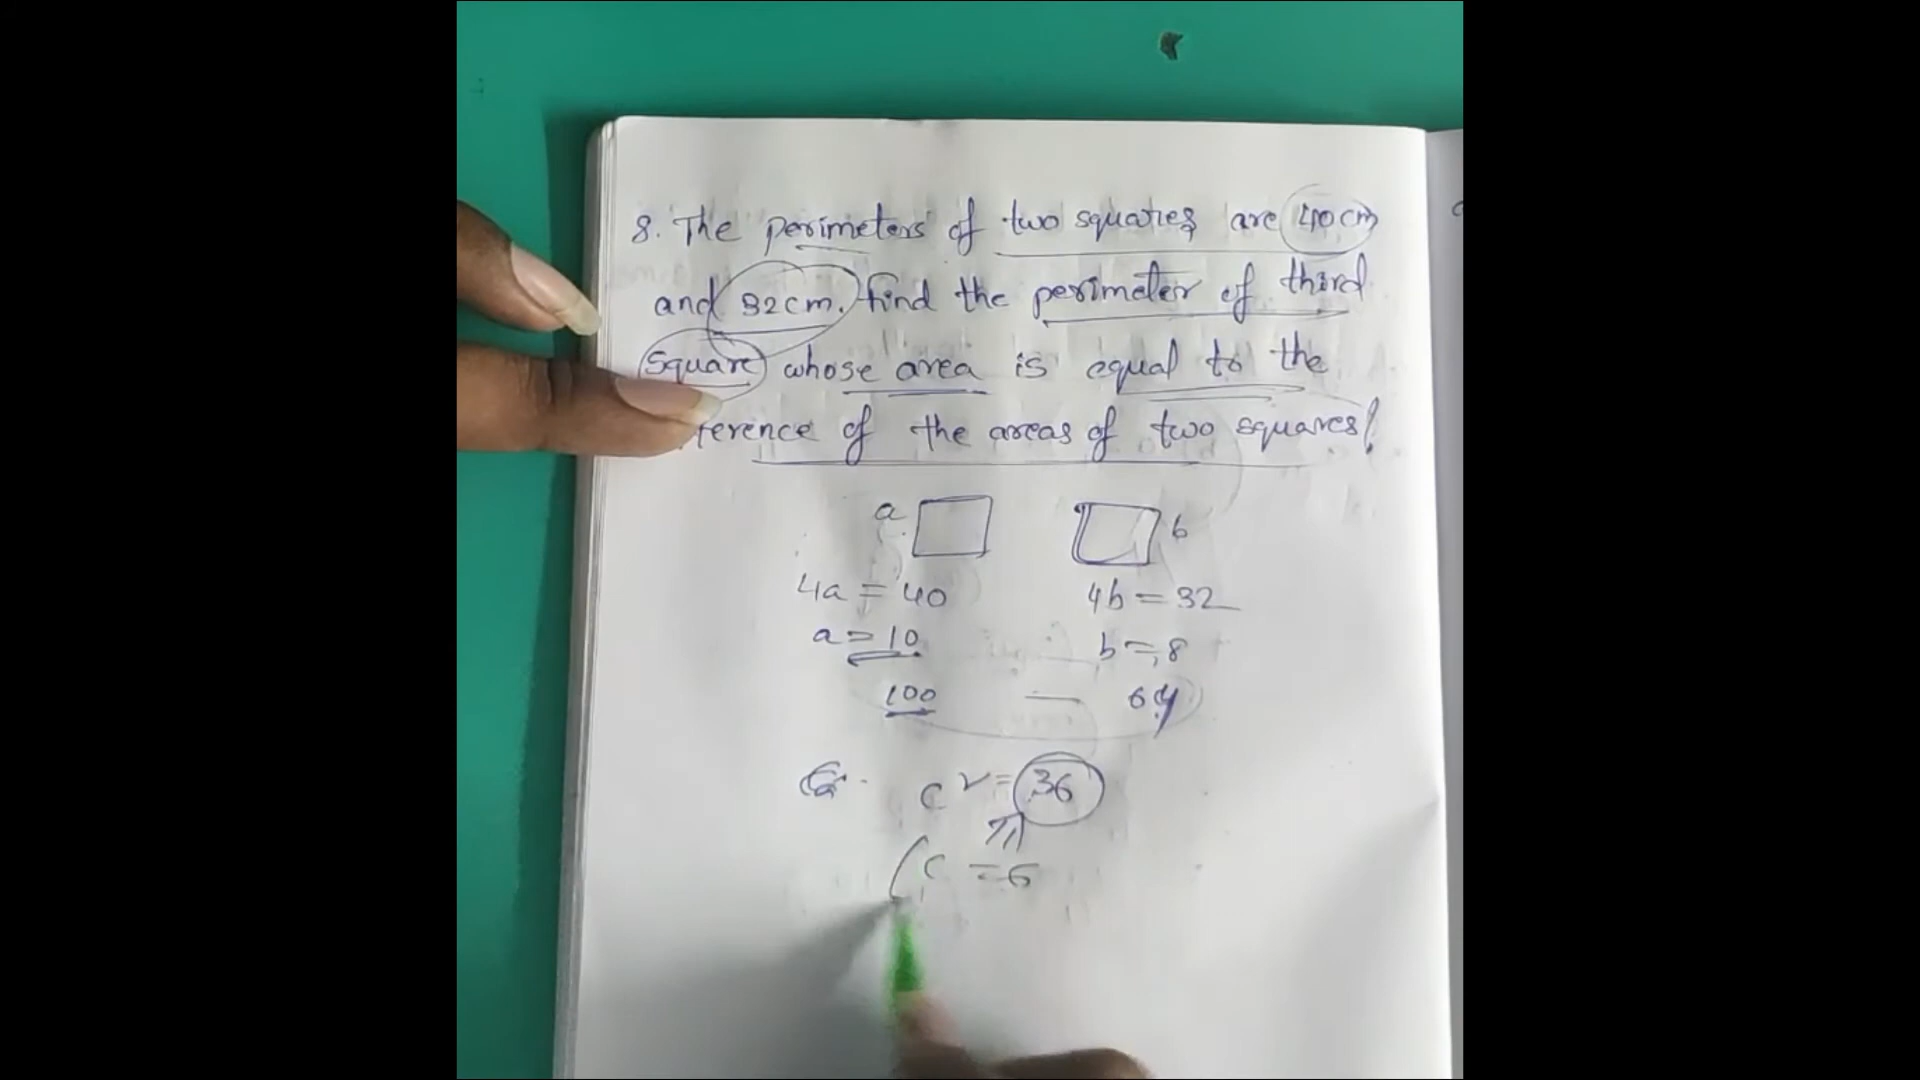 8. The perimeters of two squares are 40cm
and 32cm. find the perimeter of third
Square whose area is equal to the
ference of the areas of two squares!
a b
4a = 40 4b = 32
a = 10 b = 8
100 — 64
c² = 36
c = 6